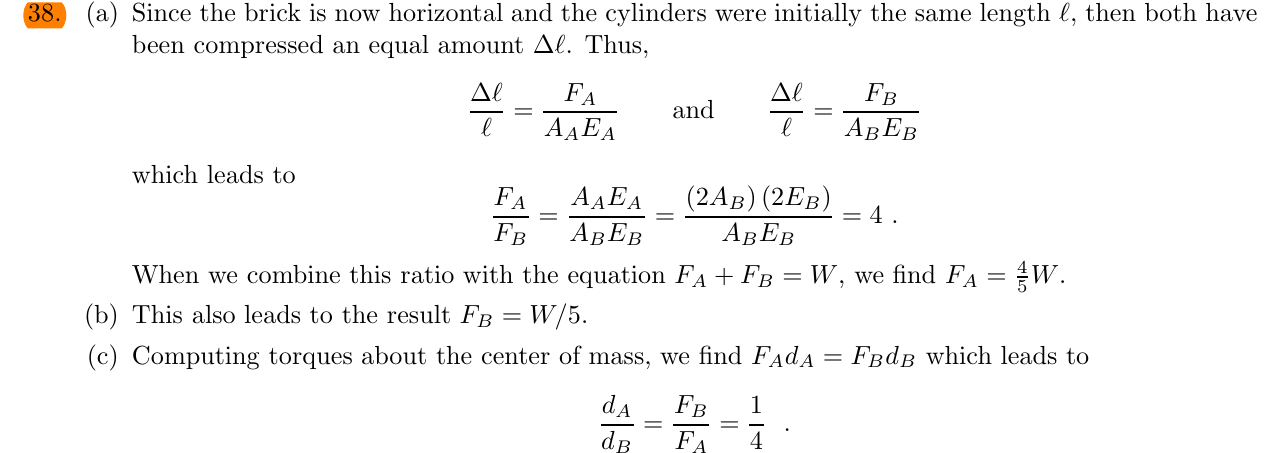 38. (a) Since the brick is now horizontal and the cylinders were initially the same length ℓ, then both have
been compressed an equal amount Δℓ. Thus,
Δℓ/ℓ = F_A/(A_A E_A) and Δℓ/ℓ = F_B/(A_B E_B)
which leads to
F_A/F_B = (A_A E_A)/(A_B E_B) = ((2A_B)(2E_B))/(A_B E_B) = 4 .
When we combine this ratio with the equation F_A + F_B = W, we find F_A = 4/5 W.
(b) This also leads to the result F_B = W/5.
(c) Computing torques about the center of mass, we find F_A d_A = F_B d_B which leads to
d_A/d_B = F_B/F_A = 1/4 .